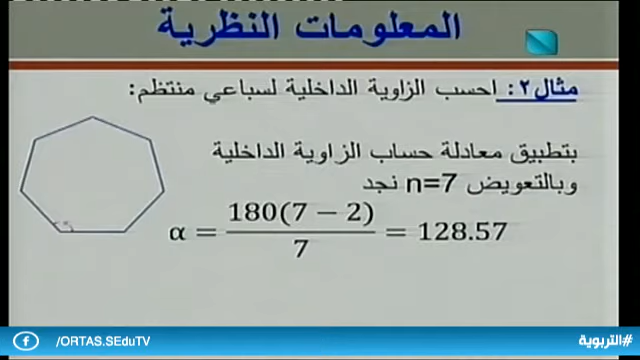 المعلومات النظرية
مثال٢: احسب الزاوية الداخلية لسباعي منتظم:
بتطبيق معادلة حساب الزاوية الداخلية
وبالتعويض n=7 نجد
α = 180(7 − 2) / 7 = 128.57
/ORTAS.SEduTV
#التربوية